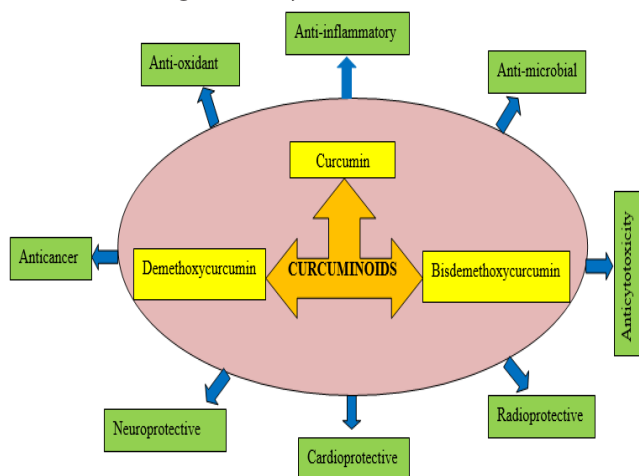 Anti-inflammatory
Anti-oxidant
Anti-microbial
Curcumin
Anticancer
Demethoxycurcumin
CURCUMINOIDS
Bisdemethoxycurcumin
Anticytotoxicity
Neuroprotective
Cardioprotective
Radioprotective